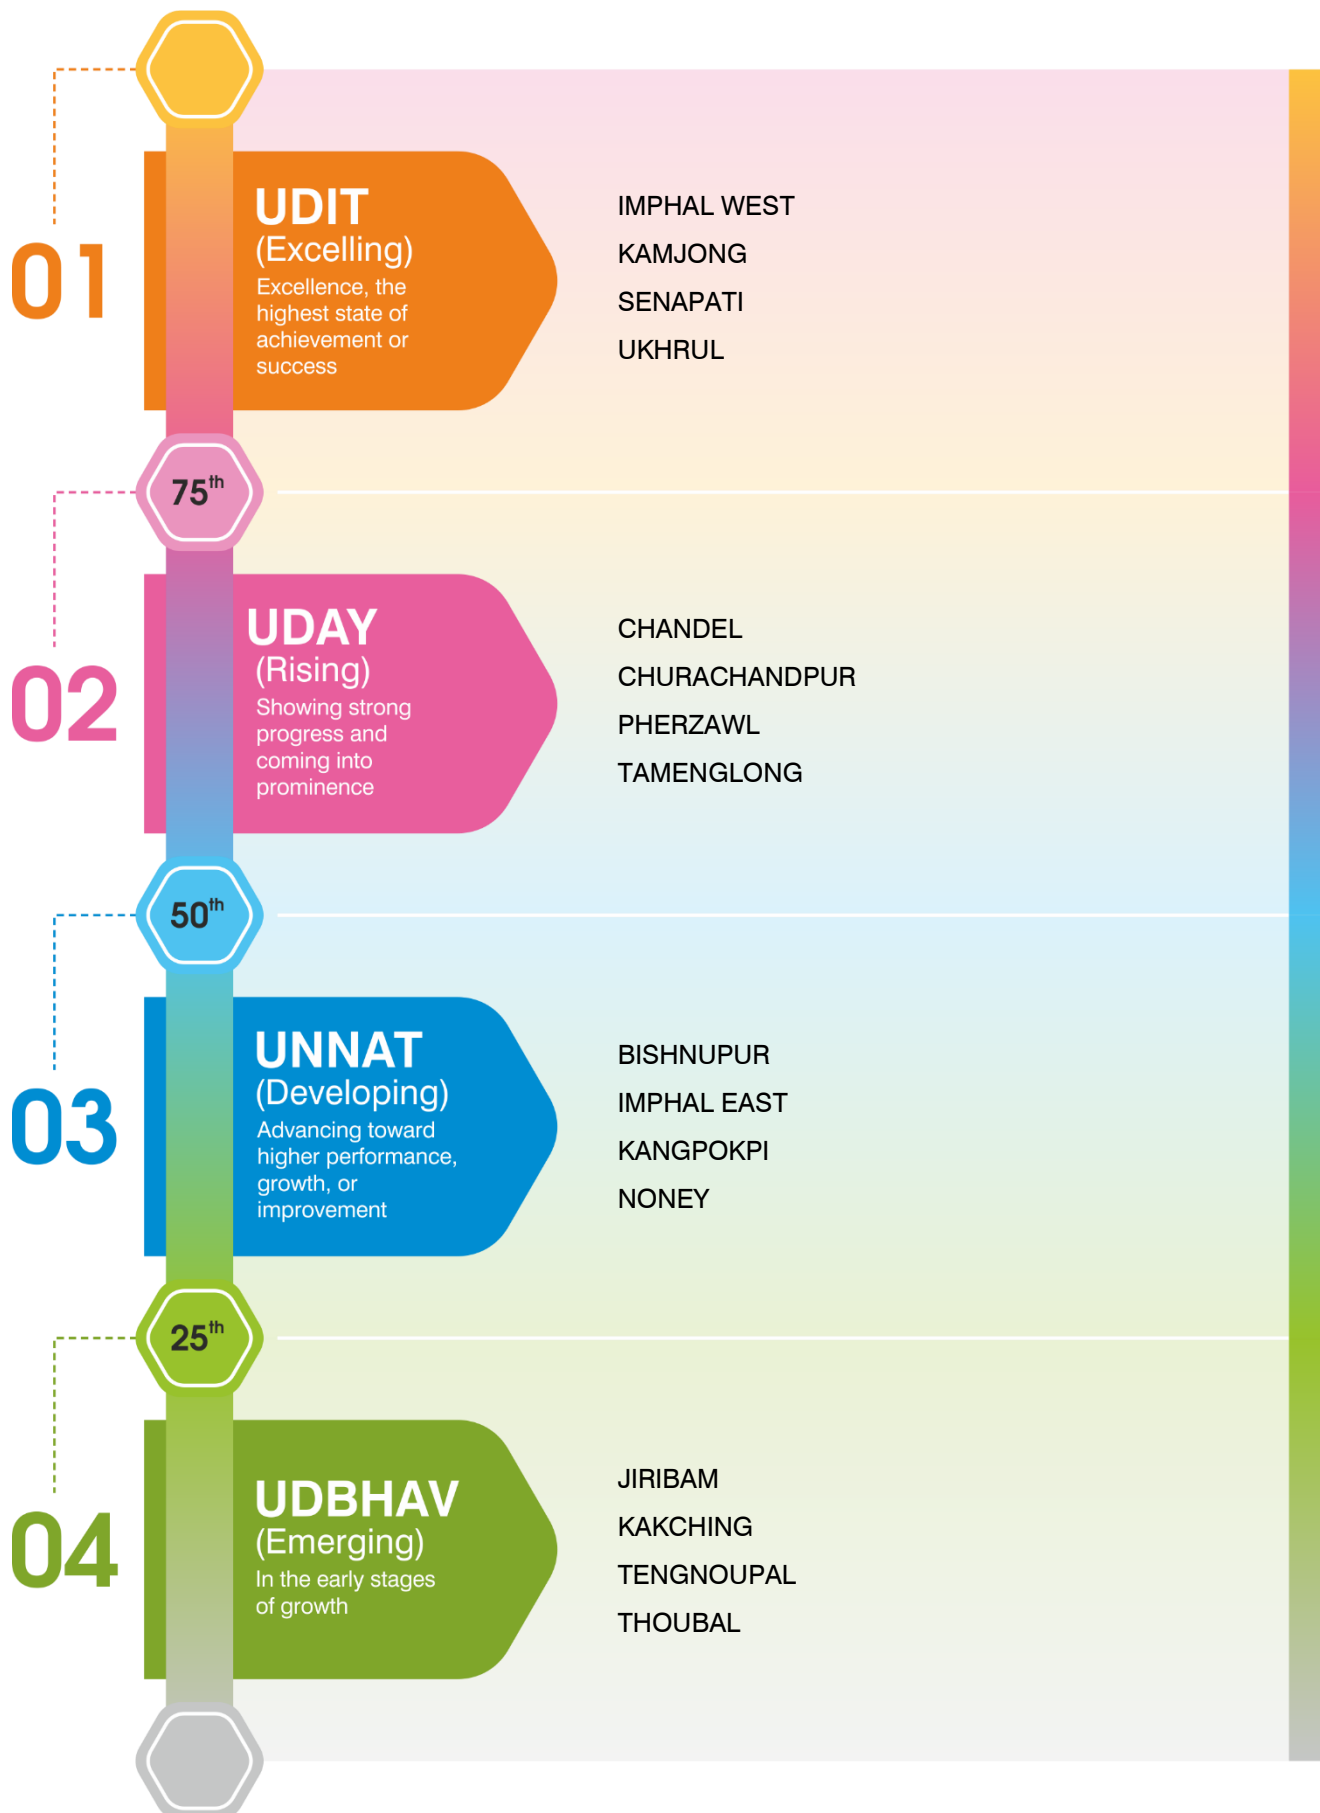 01
UDIT
(Excelling)
Excellence, the
highest state of
achievement or
success
IMPHAL WEST
KAMJONG
SENAPATI
UKHRUL
75th
02
UDAY
(Rising)
Showing strong
progress and
coming into
prominence
CHANDEL
CHURACHANDPUR
PHERZAWL
TAMENGLONG
50th
03
UNNAT
(Developing)
Advancing toward
higher performance,
growth, or
improvement
BISHNUPUR
IMPHAL EAST
KANGPOKPI
NONEY
25th
04
UDBHAV
(Emerging)
In the early stages
of growth
JIRIBAM
KAKCHING
TENGNOUPAL
THOUBAL